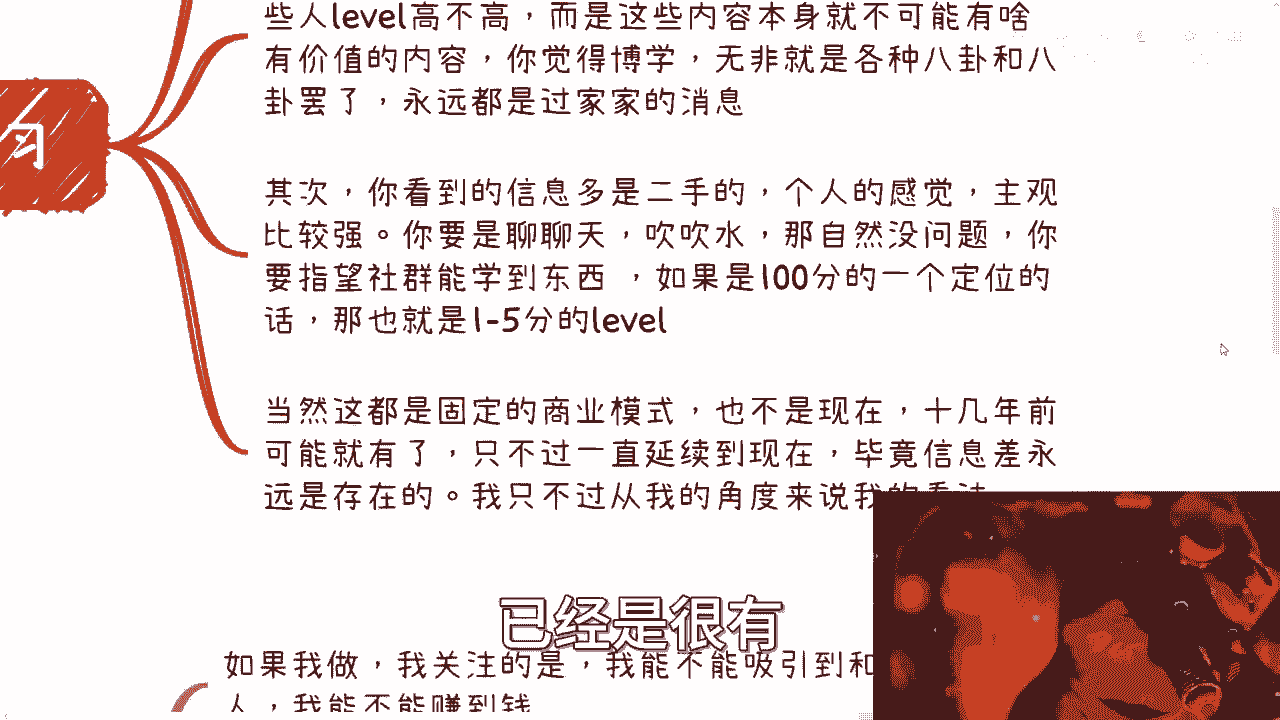 些人level高不高，而是这些内容本身就不可能有啥
有价值的内容，你觉得博学，无非就是各种八卦和八
卦罢了，永远都是过家家的消息
其次，你看到的信息多是二手的，个人的感觉，主观
比较强。你要是聊聊天，吹吹水，那自然没问题，你
要指望社群能学到东西 ，如果是100分的一个定位的
话，那也就是1-5分的level
当然这都是固定的商业模式，也不是现在，十几年前
可能就有了，只不过一直延续到现在，毕竟信息差永
远是存在的。我只不过从我的角度来说我的看法
已经是很有
如果我做，我关注的是，我能不能吸引到和
人，我能不能赚到钱